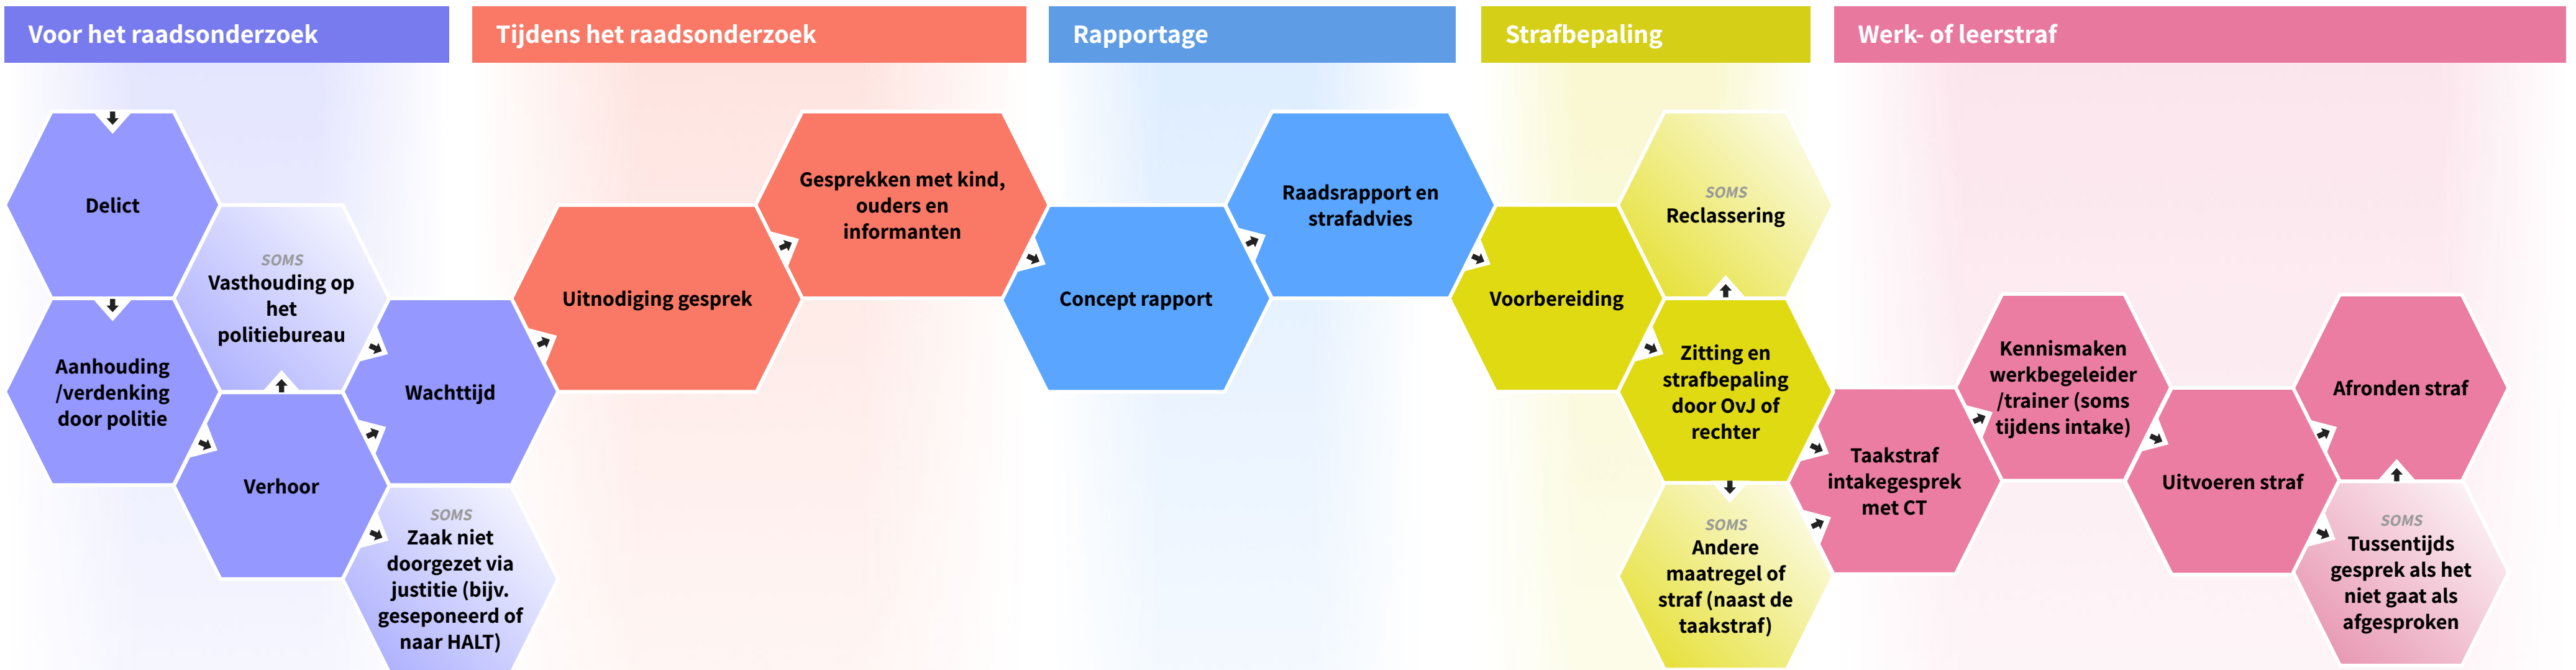 Voor het raadsonderzoek
Tijdens het raadsonderzoek
Rapportage
Strafbepaling
Werk- of leerstraf
Delict
Aanhouding
/verdenking
door politie
SOMS
Vasthouding op
het
politiebureau
Verhoor
Wachttijd
SOMS
Zaak niet
doorgezet via
justitie (bijv.
geseponeerd of
naar HALT)
Uitnodiging gesprek
Gesprekken met kind,
ouders en
informanten
Concept rapport
Raadsrapport en
strafadvies
Voorbereiding
SOMS
Reclassering
Zitting en
strafbepaling
door OvJ of
rechter
SOMS
Andere
maatregel of
straf (naast de
taakstraf)
Taakstraf
intakegesprek
met CT
Kennismaken
werkbegeleider
/trainer (soms
tijdens intake)
Uitvoeren straf
Afronden straf
SOMS
Tussentijds
gesprek als het
niet gaat als
afgesproken